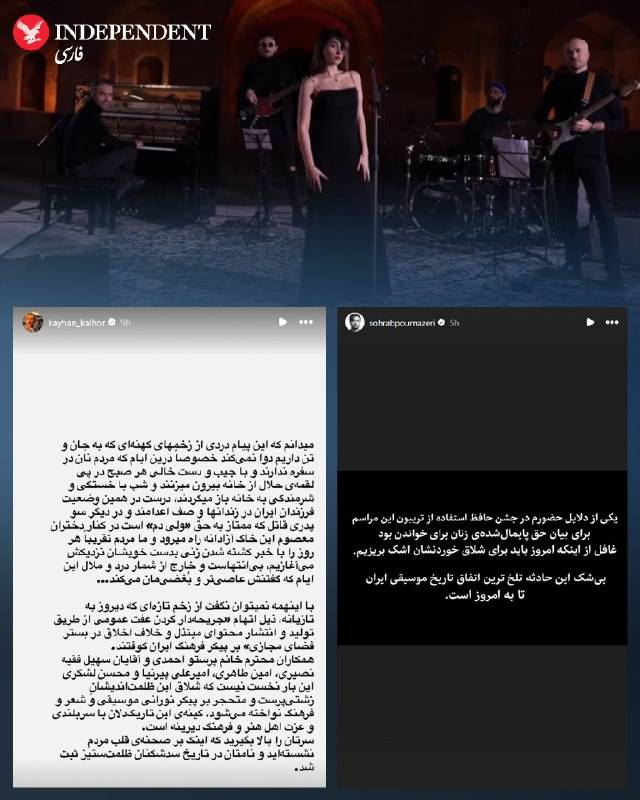 INDEPENDENT
فارسی
kayhan_kalhor 9h
میدانم که این پیام دردی از زخم‌های کهنه‌ای که به جان و
تن داریم دوا نمی‌کند خصوصاً درین ایام که مردم نان در
سفره ندارند و با جیب و دست خالی هر صبح در پی
لقمه‌ی حلال از خانه بیرون میزنند و شب با خستگی و
شرمندگی به خانه باز میگردند، درست در همین وضعیت
فرزندان ایران در زندانها و صف اعدامند و در دیگر سو
پدری قاتل که ممتاز به حق «ولی دم» است در کنار دختران
معصوم این خاک آزادانه راه میرود و ما مردم تقریبا هر
روز را با خبر کشته شدن زنی بدست خویشان نزدیکش
می‌آغازیم، بی‌انتهاست و خارج از شمار درد و ملال این
ایام که گفتنش عاصی‌تر و بُغضی‌مان می‌کند...
با اینهمه نمیتوان نگفت از زخم تازه‌ای که دیروز به
تازیانه، ذیل اتهام «جریحه‌دار کردن عفت عمومی از طریق
تولید و انتشار محتوای مبتذل و خلاف اخلاق در بستر
فضای مجازی» بر پیکر فرهنگ ایران کوفتند.
همکاران محترم خانم پرستو احمدی و آقایان سهیل فقیه
نصیری، امین طاهری، امیرعلی پیرنیا و محسن لشکری
این بار نخست نیست که شلاق این ظلمت‌اندیشان
زشتی‌پرست و متحجر بر پیکر نورانی موسیقی و شعر و
فرهنگ نواخته می‌شود، کینه‌ی این تاریکدلان با سربلندی
و عزت اهل هنر و فرهنگ دیرینه است.
سرتان را بالا بگیرید که اینک بر صحنه‌ی قلب مردم
نشسته‌اید و نامتان در تاریخ سدشکنان ظلمت‌ستیز ثبت
شد.
sohrabpournazeri 5h
یکی از دلایل حضورم در جشن حافظ استفاده از تریبون این مراسم
برای بیان حق پایمال‌شده‌ی زنان برای خواندن بود
غافل از اینکه امروز باید برای شلاق خوردنشان اشک بریزیم.
بی‌شک این حادثه تلخ ترین اتفاق تاریخ موسیقی ایران
تا به امروز است.